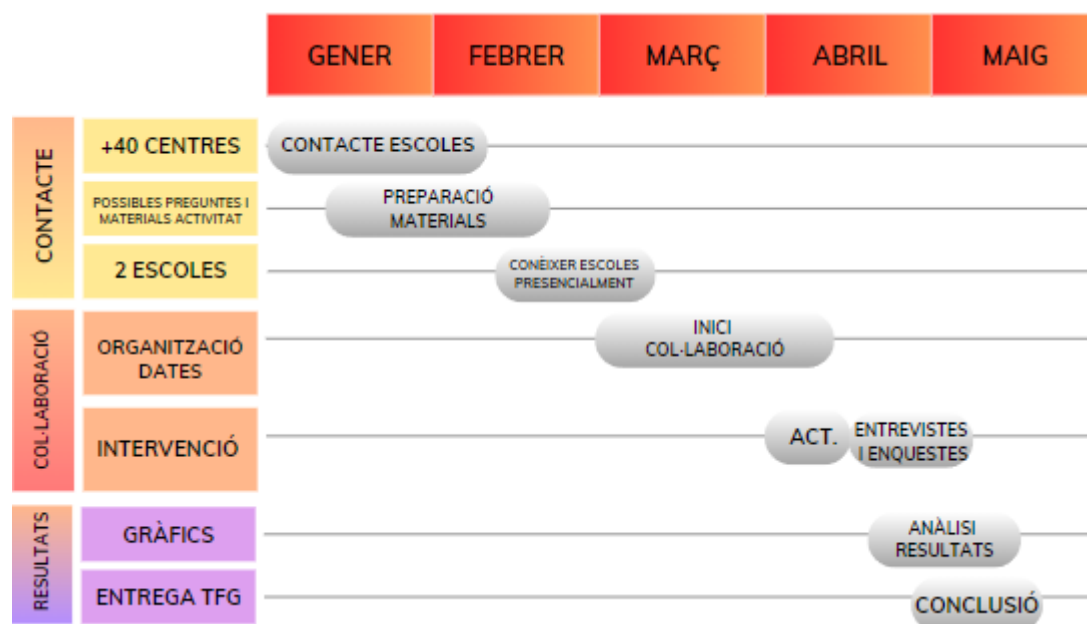 GENER
FEBRER
MARÇ
ABRIL
MAIG
CONTACTE
+40 CENTRES
CONTACTE ESCOLES
POSSIBLES PREGUNTES I
MATERIALS ACTIVITAT
PREPARACIÓ
MATERIALS
2 ESCOLES
CONÈIXER ESCOLES
PRESENCIALMENT
COL·LABORACIÓ
ORGANITZACIÓ
DATES
INICI
COL·LABORACIÓ
INTERVENCIÓ
ACT.
ENTREVISTES
I ENQUESTES
RESULTATS
GRÀFICS
ANÀLISI
RESULTATS
ENTREGA TFG
CONCLUSIÓ